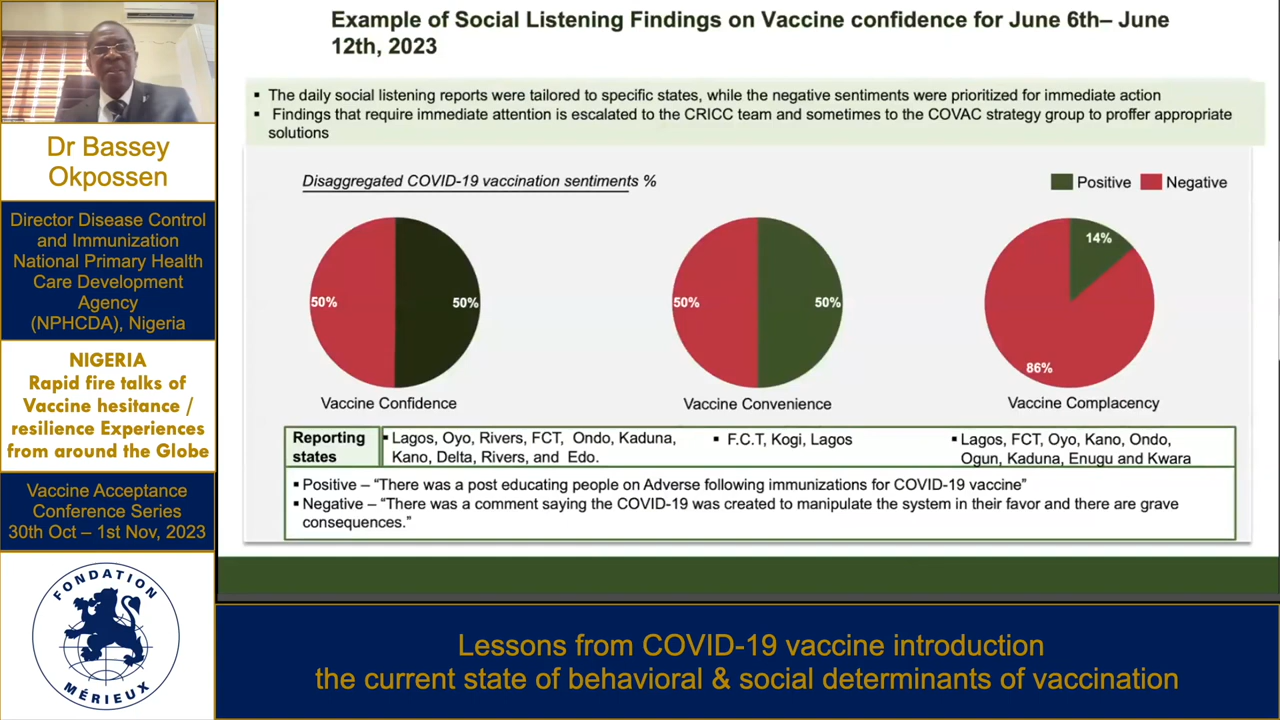 Example of Social Listening Findings on Vaccine confidence for June 6th– June
12th, 2023
▪ The daily social listening reports were tailored to specific states, while the negative sentiments were prioritized for immediate action
▪ Findings that require immediate attention is escalated to the CRICC team and sometimes to the COVAC strategy group to proffer appropriate
solutions
Disaggregated COVID-19 vaccination sentiments %
Positive Negative
50% 50%
Vaccine Confidence
50% 50%
Vaccine Convenience
14%
86%
Vaccine Complacency
Reporting
states
▪ Lagos, Oyo, Rivers, FCT, Ondo, Kaduna,
Kano, Delta, Rivers, and Edo.
▪ F.C.T, Kogi, Lagos
▪ Lagos, FCT, Oyo, Kano, Ondo,
Ogun, Kaduna, Enugu and Kwara
▪ Positive – “There was a post educating people on Adverse following immunizations for COVID-19 vaccine”
▪ Negative – “There was a comment saying the COVID-19 was created to manipulate the system in their favor and there are grave
consequences.”
Dr Bassey
Okpossen
Director Disease Control
and Immunization
National Primary Health
Care Development
Agency
(NPHCDA), Nigeria
NIGERIA
Rapid fire talks of
Vaccine hesitance /
resilience Experiences
from around the Globe
Vaccine Acceptance
Conference Series
30th Oct – 1st Nov, 2023
FONDATION
MÉRIEUX
Lessons from COVID-19 vaccine introduction
the current state of behavioral & social determinants of vaccination